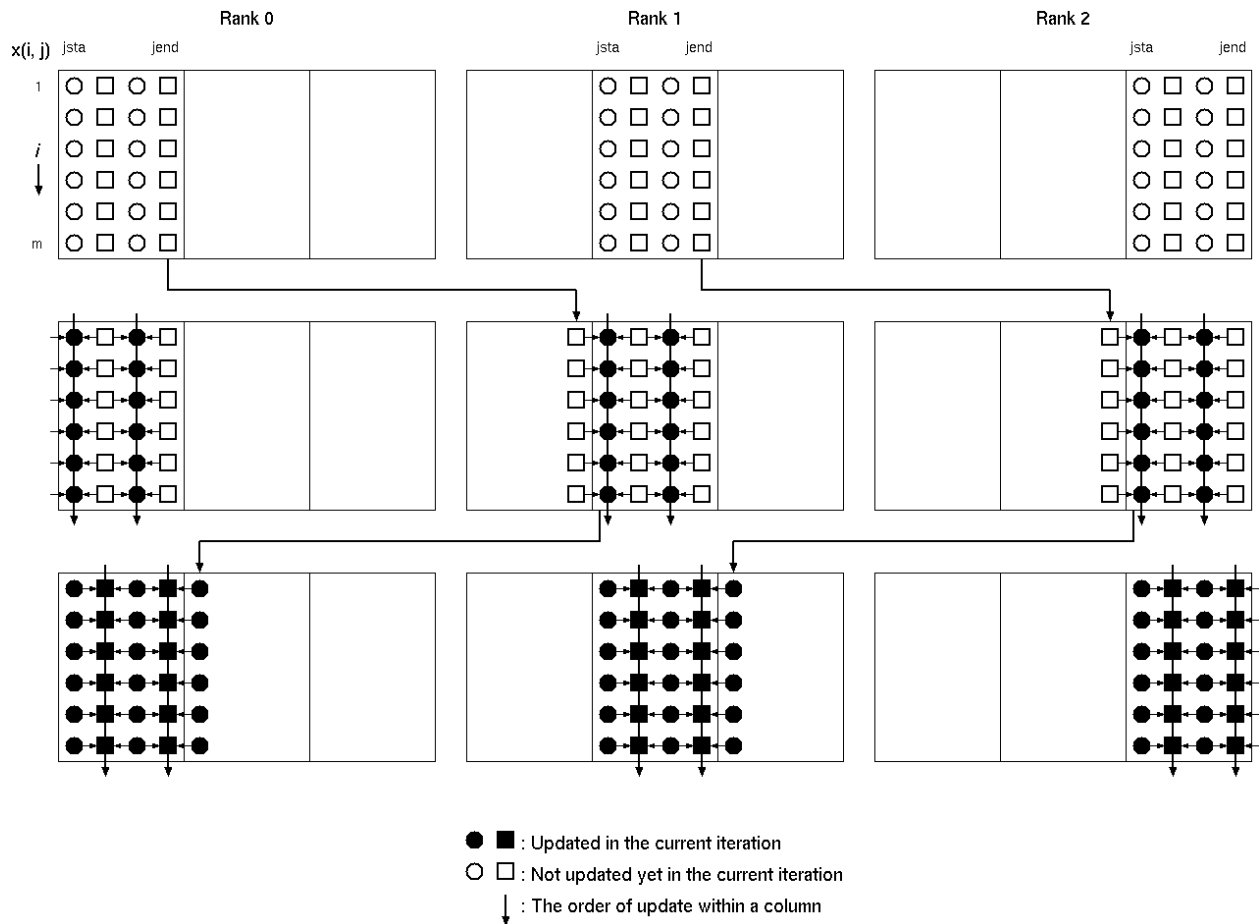 Rank 0 Rank 1 Rank 2
x(i, j) jsta jend jsta jend jsta jend
1
i
m
: Updated in the current iteration
: Not updated yet in the current iteration
: The order of update within a column